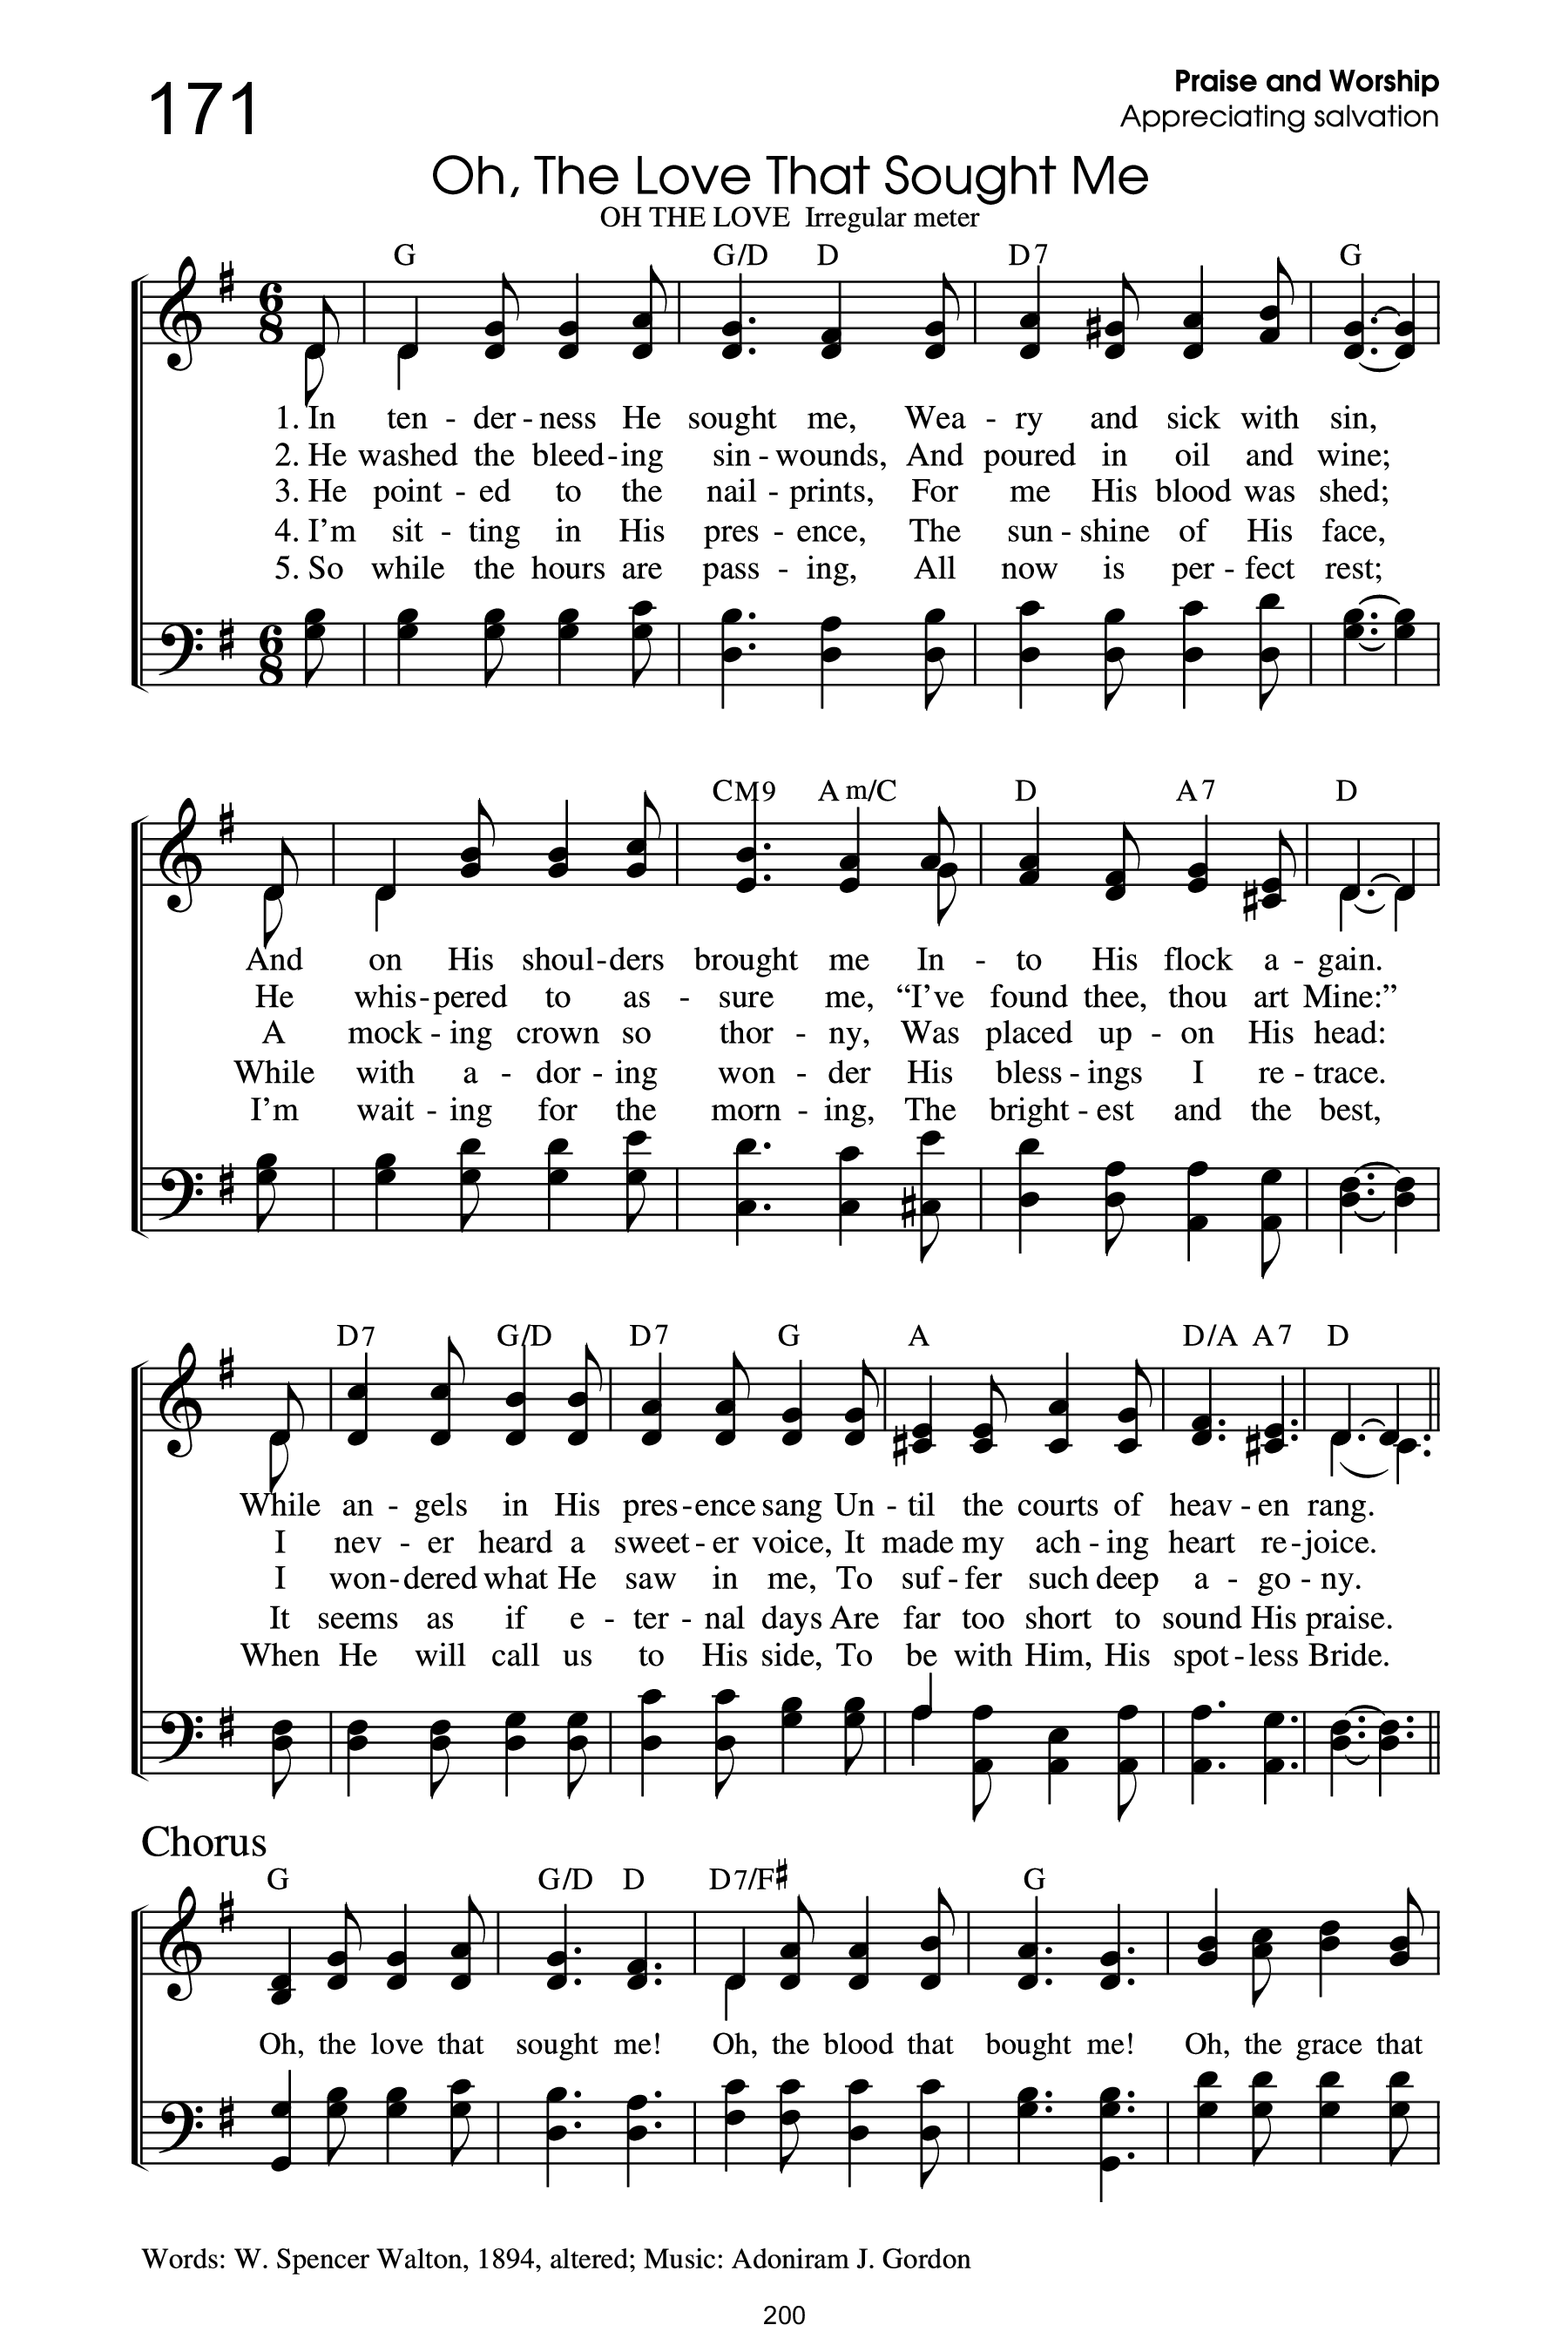 171
Praise and Worship
Appreciating salvation
Oh, The Love That Sought Me
OH THE LOVE  Irregular meter
G G/D D D7 G
6 8
1. In ten - der - ness He sought me, Wea - ry and sick with sin,
2. He washed the bleed - ing sin - wounds, And poured in oil and wine;
3. He point - ed to the nail - prints, For me His blood was shed;
4. I'm sit - ting in His pres - ence, The sun - shine of His face,
5. So while the hours are pass - ing, All now is per - fect rest;
6 8
CM9 Am/C D A7 D
And on His shoul - ders brought me In - to His flock a - gain.
He whis - pered to as - sure me, “I’ve found thee, thou art Mine:”
A mock - ing crown so thor - ny, Was placed up - on His head:
While with a - dor - ing won - der His bless - ings I re - trace.
I’m wait - ing for the morn - ing, The bright - est and the best,
D7 G/D D7 G A D/A A7 D
While an - gels in His pres - ence sang Un - til the courts of heav - en rang.
I nev - er heard a sweet - er voice, It made my ach - ing heart re - joice.
I won - dered what He saw in me, To suf - fer such deep a - go - ny.
It seems as if e - ter - nal days Are far too short to sound His praise.
When He will call us to His side, To be with Him, His spot - less Bride.
Chorus
G G/D D D7/F♯ G
Oh, the love that sought me! Oh, the blood that bought me! Oh, the grace that
Words: W. Spencer Walton, 1894, altered; Music: Adoniram J. Gordon
200